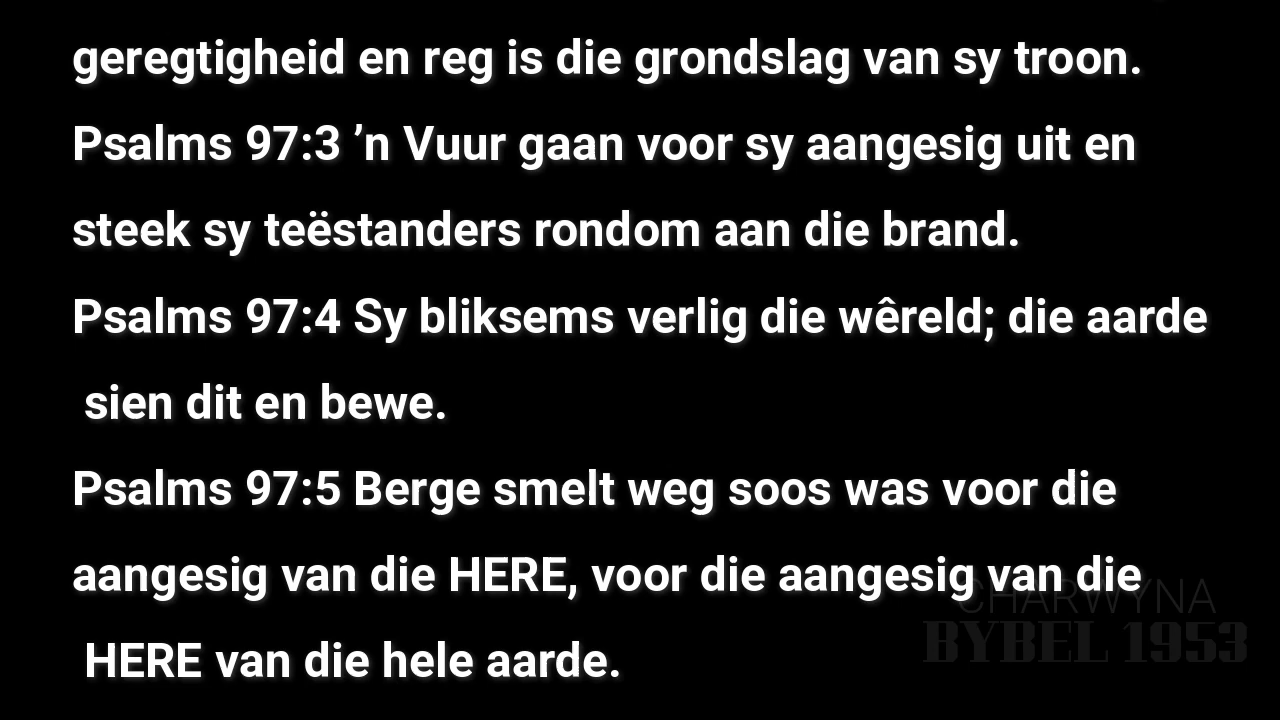 geregtigheid en reg is die grondslag van sy troon.
Psalms 97:3 ’n Vuur gaan voor sy aangesig uit en
steek sy teëstanders rondom aan die brand.
Psalms 97:4 Sy bliksems verlig die wêreld; die aarde
sien dit en bewe.
Psalms 97:5 Berge smelt weg soos was voor die
aangesig van die HERE, voor die aangesig van die
HERE van die hele aarde.
CHARWYNA
BYBEL 1953